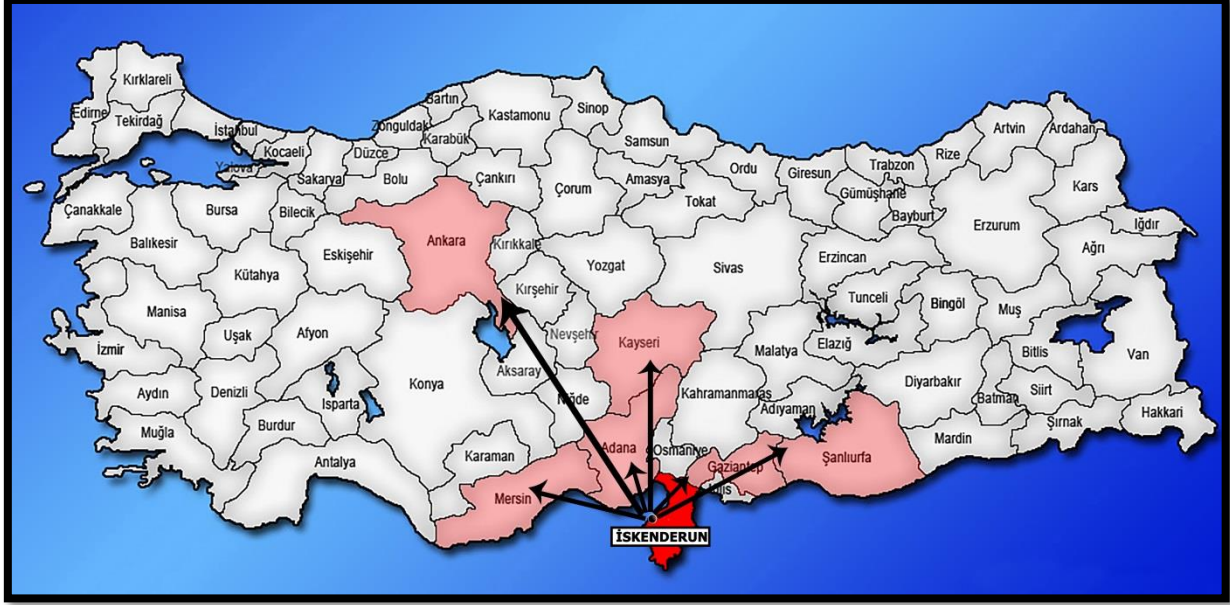 Kırklareli
Edirne
Tekirdağ
İstanbul
Kocaeli
Yalova
Sakarya
Düzce
Zonguldak
Bartın
Karabük
Kastamonu
Sinop
Samsun
Bolu
Çankırı
Çorum
Amasya
Tokat
Ordu
Giresun
Trabzon
Gümüşhane
Bayburt
Rize
Artvin
Ardahan
Kars
Iğdır
Çanakkale
Balıkesir
Bursa
Bilecik
Eskişehir
Kütahya
Ankara
Kırıkkale
Kırşehir
Yozgat
Sivas
Erzincan
Erzurum
Ağrı
Tunceli
Bingöl
Muş
Manisa
Uşak
Afyon
İzmir
Aydın
Denizli
Isparta
Burdur
Muğla
Antalya
Konya
Aksaray
Nevşehir
Niğde
Kayseri
Malatya
Elazığ
Bitlis
Van
Kahramanmaraş
Adıyaman
Diyarbakır
Batman
Siirt
Şırnak
Hakkari
Karaman
Mersin
Adana
Osmaniye
Gaziantep
Şanlıurfa
Mardin
İSKENDERUN